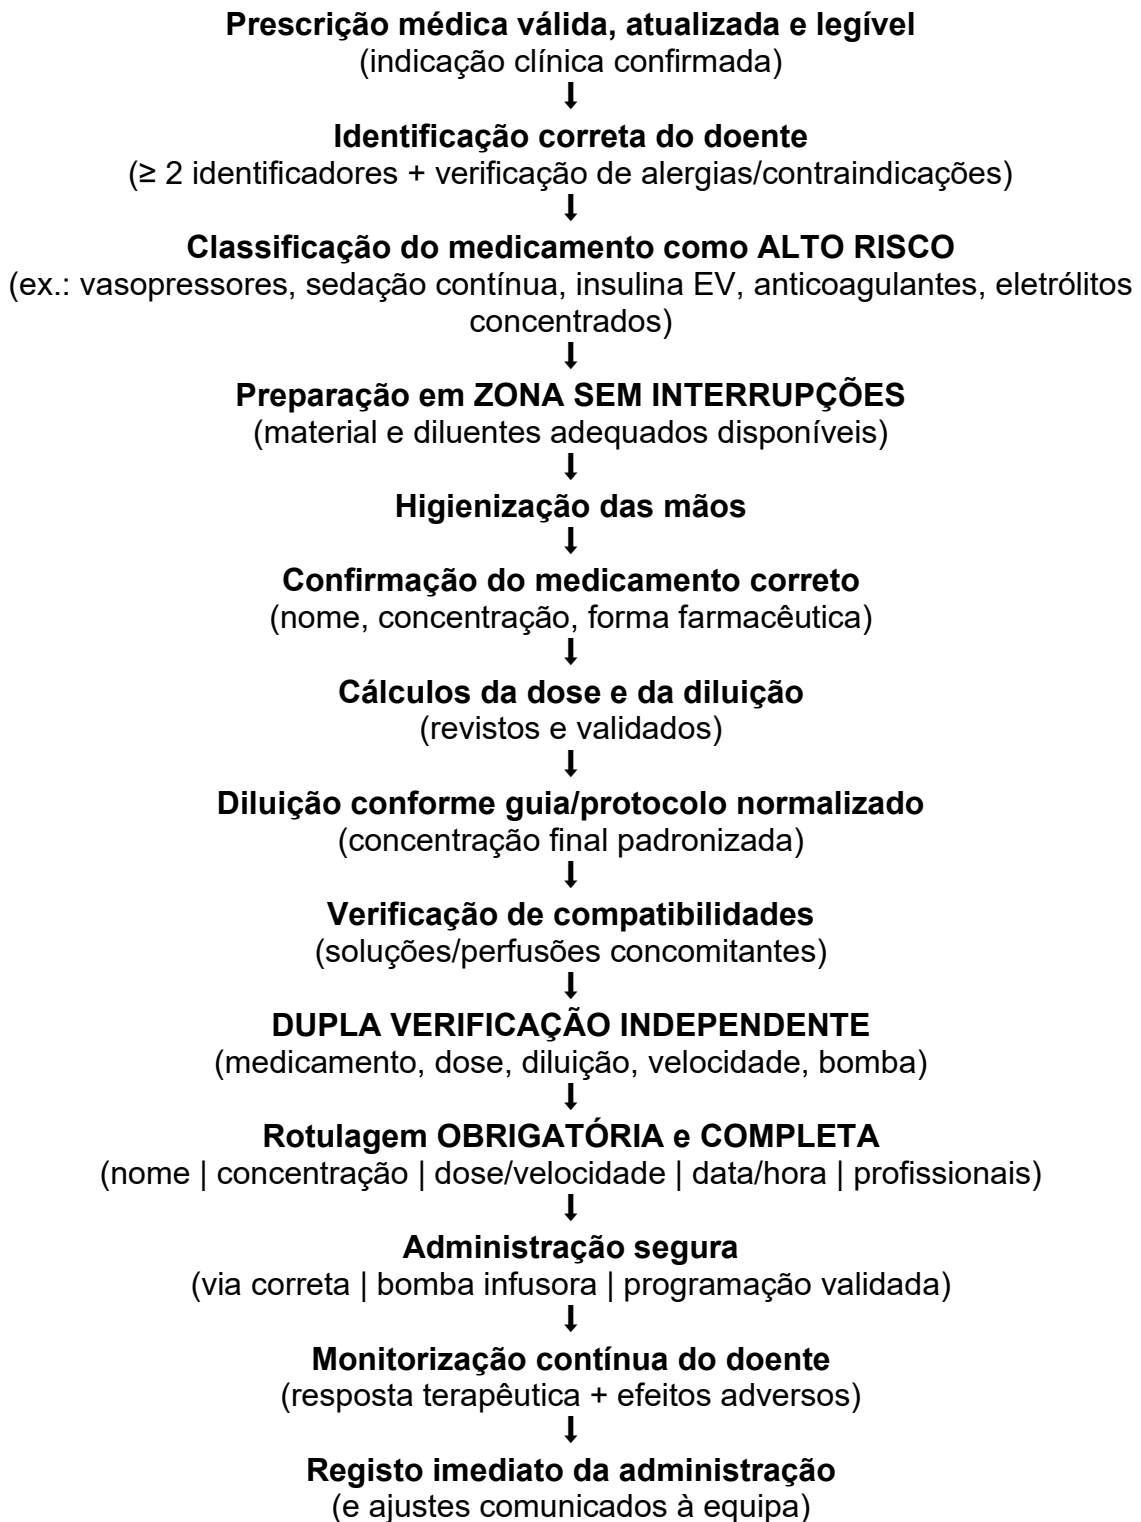 Prescrição médica válida, atualizada e legível
(indicação clínica confirmada)
Identificação correta do doente
(≥ 2 identificadores + verificação de alergias/contraindicações)
Classificação do medicamento como ALTO RISCO
(ex.: vasopressores, sedação contínua, insulina EV, anticoagulantes, eletrólitos
concentrados)
Preparação em ZONA SEM INTERRUPÇÕES
(material e diluentes adequados disponíveis)
Higienização das mãos
Confirmação do medicamento correto
(nome, concentração, forma farmacêutica)
Cálculos da dose e da diluição
(revistos e validados)
Diluição conforme guia/protocolo normalizado
(concentração final padronizada)
Verificação de compatibilidades
(soluções/perfusões concomitantes)
DUPLA VERIFICAÇÃO INDEPENDENTE
(medicamento, dose, diluição, velocidade, bomba)
Rotulagem OBRIGATÓRIA e COMPLETA
(nome | concentração | dose/velocidade | data/hora | profissionais)
Administração segura
(via correta | bomba infusora | programação validada)
Monitorização contínua do doente
(resposta terapêutica + efeitos adversos)
Registo imediato da administração
(e ajustes comunicados à equipa)